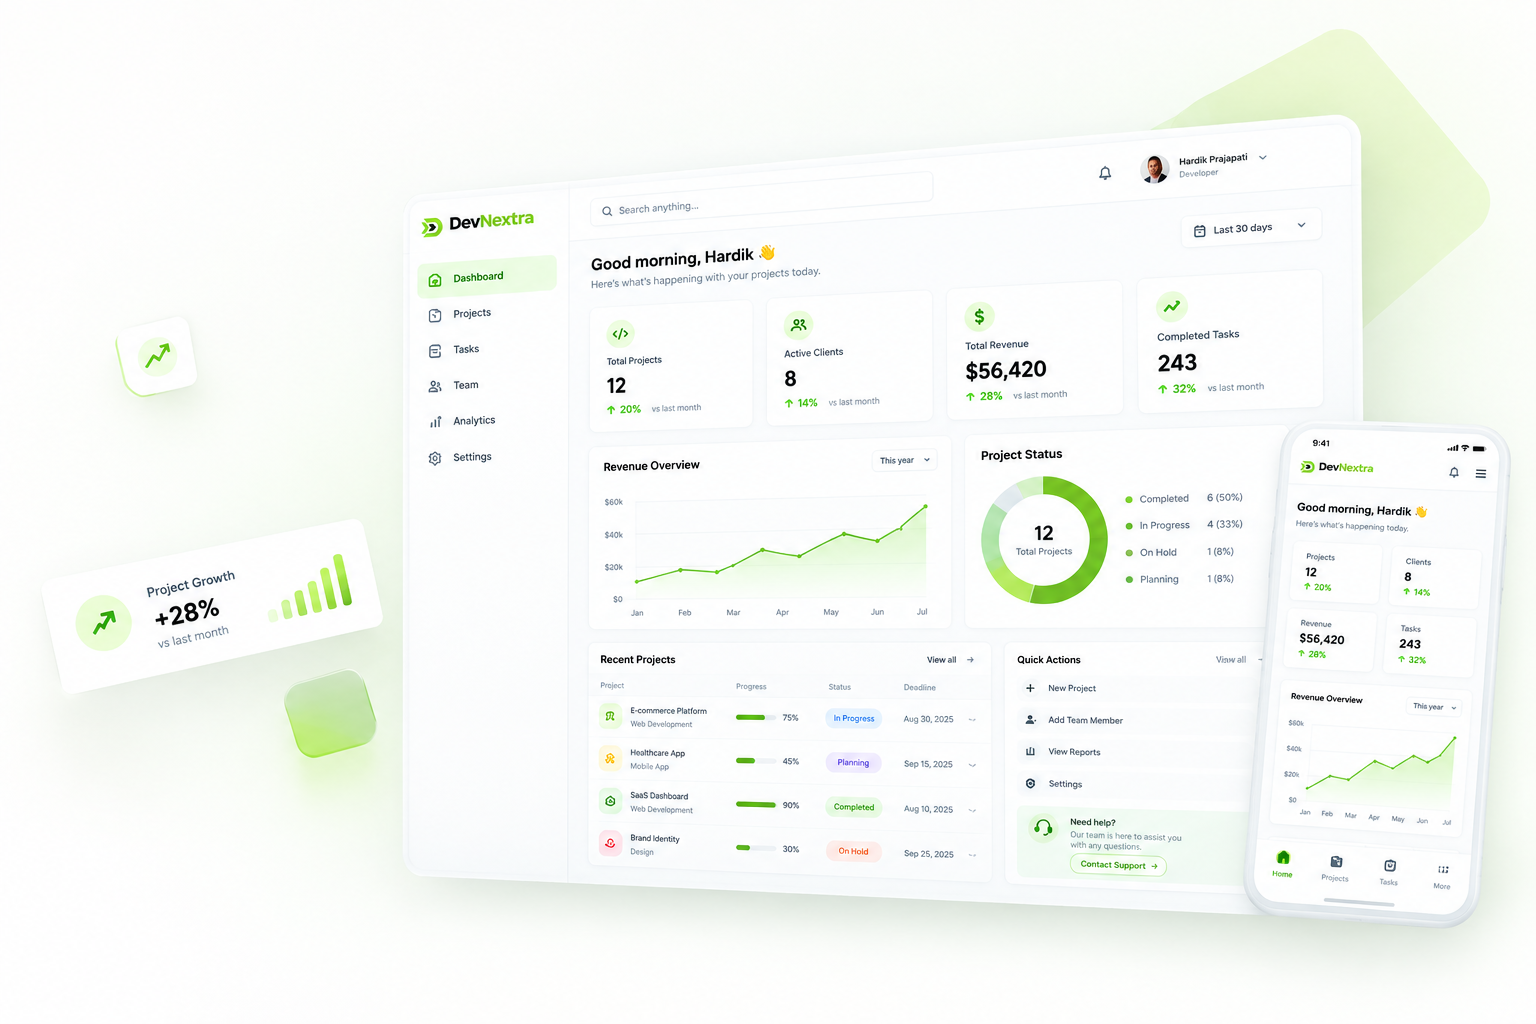 DevNextra
Dashboard
Projects
Tasks
Team
Analytics
Settings
Search anything...
Hardik Prajapati
Developer
Good morning, Hardik 👋
Here's what's happening with your projects today.
Last 30 days
Total Projects
12
↑ 20% vs last month
Active Clients
8
↑ 14% vs last month
$
Total Revenue
$56,420
↑ 28% vs last month
Completed Tasks
243
↑ 32% vs last month
Revenue Overview
This year
$60k
$40k
$20k
$0
Jan Feb Mar Apr May Jun Jul
Project Status
12
Total Projects
Completed 6 (50%)
In Progress 4 (33%)
On Hold 1 (8%)
Planning 1 (8%)
Recent Projects
View all →
Project Progress Status Deadline
E-commerce Platform
Web Development
75% In Progress Aug 30, 2025
Healthcare App
Mobile App
45% Planning Sep 15, 2025
SaaS Dashboard
Web Development
90% Completed Aug 10, 2025
Brand Identity
Design
30% On Hold Sep 25, 2025
Quick Actions
View all
New Project
Add Team Member
View Reports
Settings
Need help?
Our team is here to assist you
with any questions.
Contact Support →
Project Growth
+28%
vs last month
9:41
DevNextra
Good morning, Hardik 👋
Here's what's happening today.
Projects
12
↑ 20%
Clients
8
↑ 14%
Revenue
$56,420
↑ 28%
Tasks
243
↑ 32%
Revenue Overview
This year
$60k
$40k
$20k
$0
Jan Feb Mar Apr May Jun Jul
Home
Projects
Tasks
More